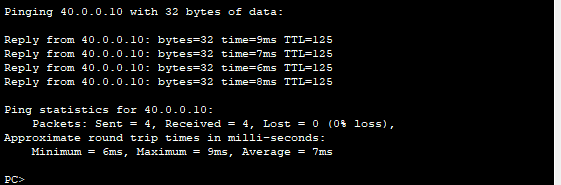 Pinging 40.0.0.10 with 32 bytes of data:
Reply from 40.0.0.10: bytes=32 time=9ms TTL=125
Reply from 40.0.0.10: bytes=32 time=7ms TTL=125
Reply from 40.0.0.10: bytes=32 time=6ms TTL=125
Reply from 40.0.0.10: bytes=32 time=8ms TTL=125
Ping statistics for 40.0.0.10:
Packets: Sent = 4, Received = 4, Lost = 0 (0% loss),
Approximate round trip times in milli-seconds:
Minimum = 6ms, Maximum = 9ms, Average = 7ms
PC>